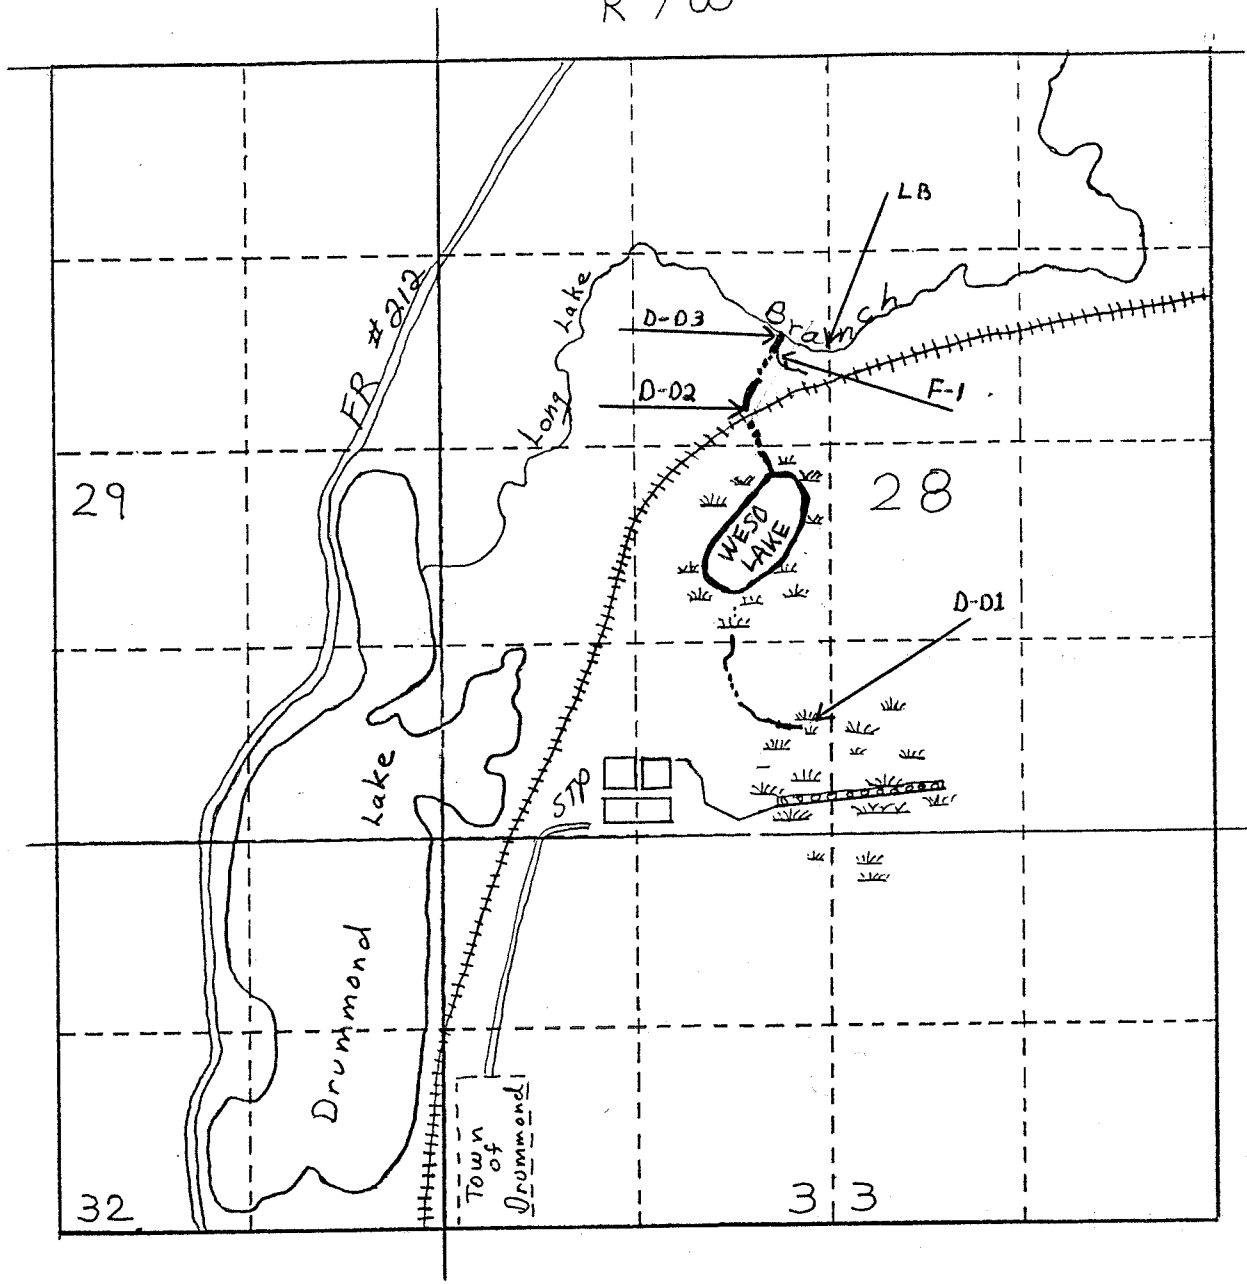 R 7 W
LB
FR #212
Long Lake Branch
D-03
F-1
D-02
29
28
WESO
LAKE
D-01
STP
Drummond Lake
Town
of
Drummond
32
33